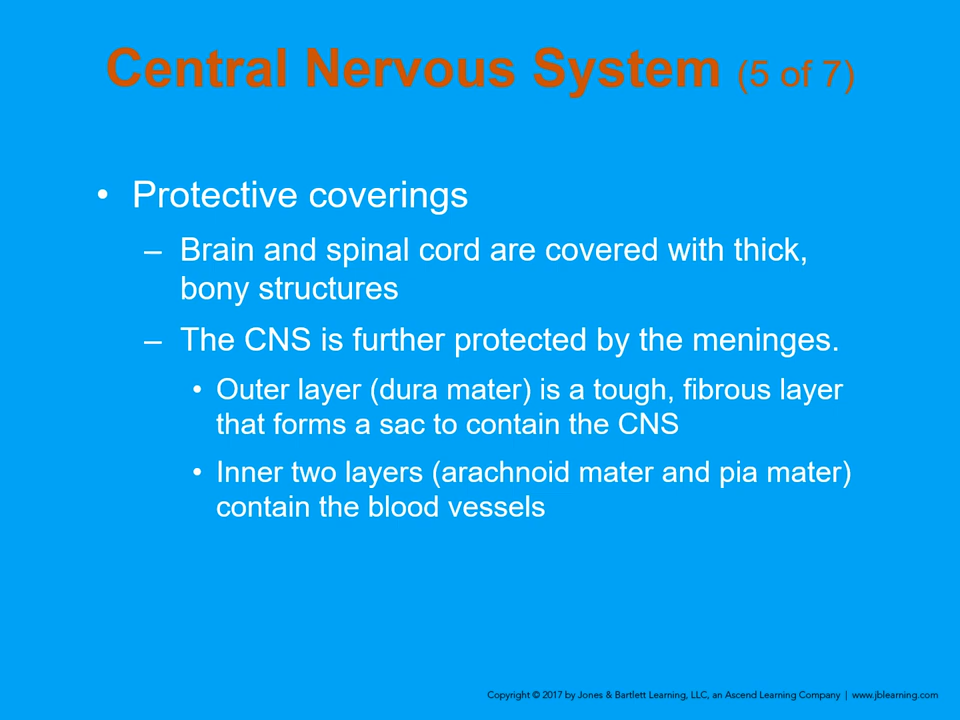 Central Nervous System (5 of 7)
• Protective coverings
– Brain and spinal cord are covered with thick,
bony structures
– The CNS is further protected by the meninges.
• Outer layer (dura mater) is a tough, fibrous layer
that forms a sac to contain the CNS
• Inner two layers (arachnoid mater and pia mater)
contain the blood vessels
Copyright © 2017 by Jones & Bartlett Learning, LLC, an Ascend Learning Company | www.jblearning.com